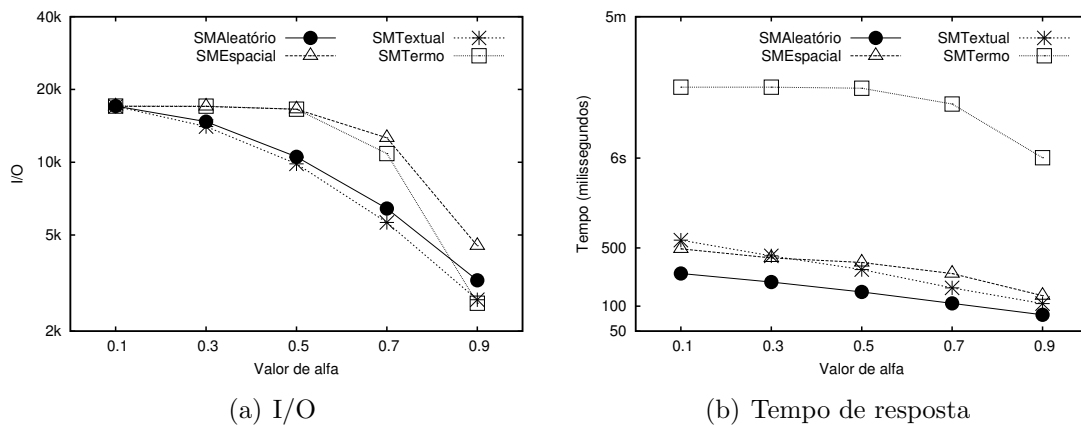 40k
20k
10k
5k
2k
I/O
SMAleatório
SMEspacial
SMTextual
SMTermo
0.1 0.3 0.5 0.7 0.9
Valor de alfa
(a) I/O
5m
6s
500
100
50
Tempo (milissegundos)
SMAleatório
SMEspacial
SMTextual
SMTermo
0.1 0.3 0.5 0.7 0.9
Valor de alfa
(b) Tempo de resposta